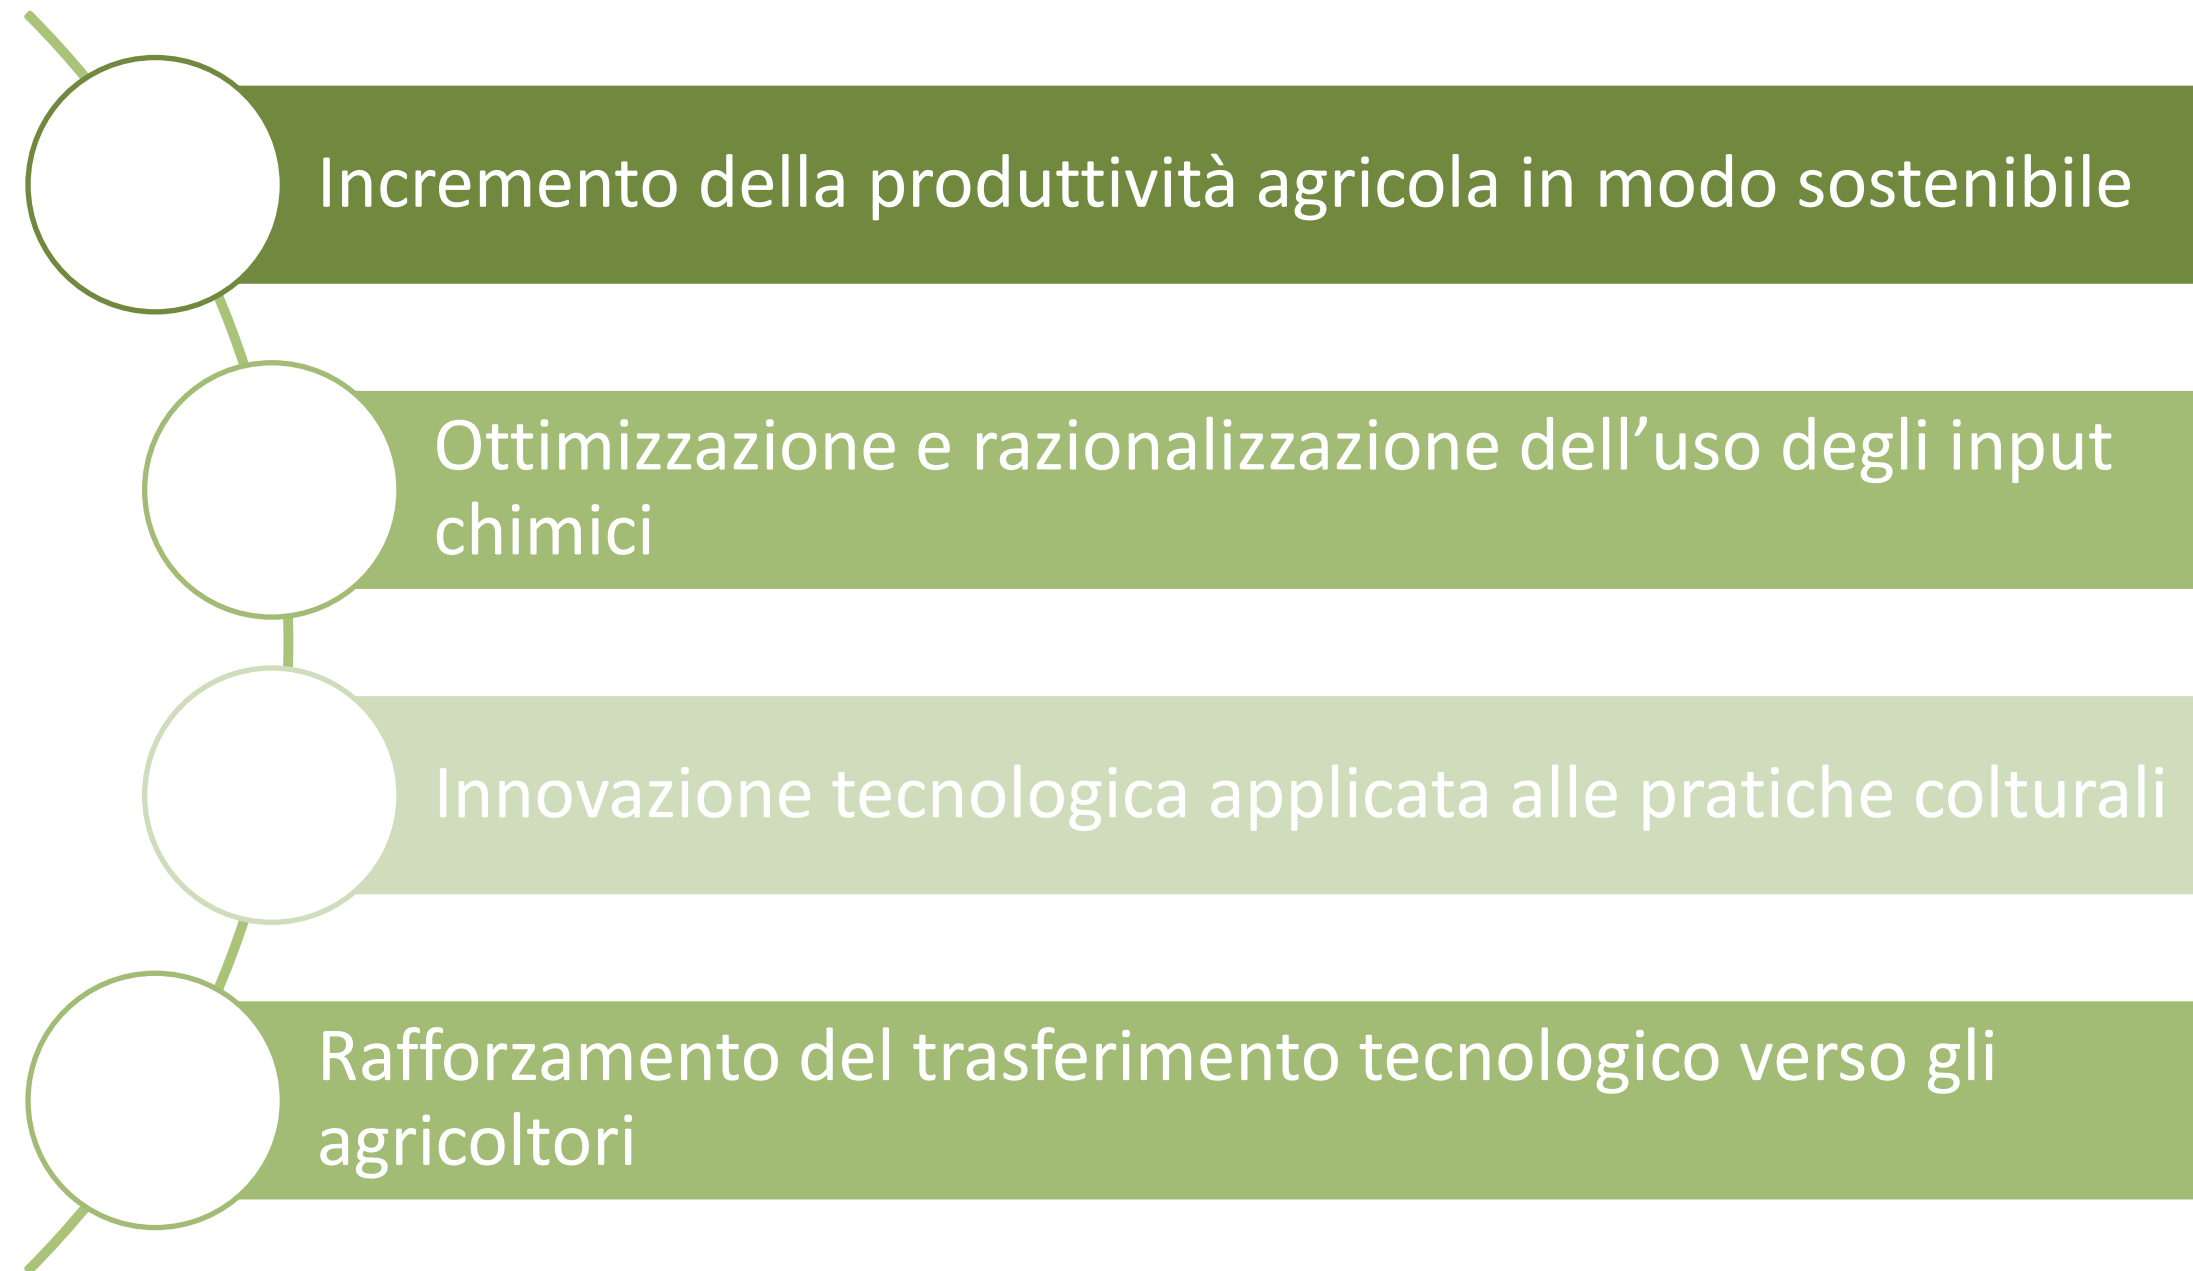 Incremento della produttività agricola in modo sostenibile
Ottimizzazione e razionalizzazione dell’uso degli input
chimici
Innovazione tecnologica applicata alle pratiche colturali
Rafforzamento del trasferimento tecnologico verso gli
agricoltori